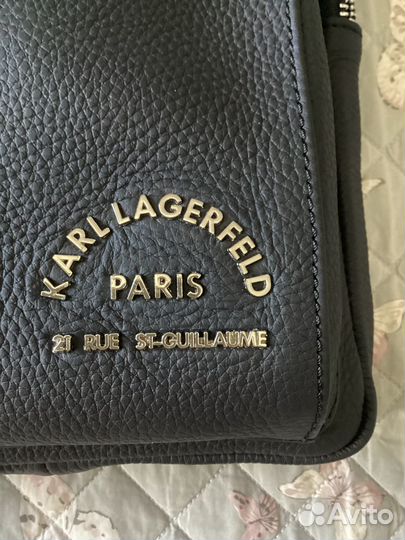 KARL LAGERFELD
PARIS
21 RUE ST-GUILLAUME
Avito